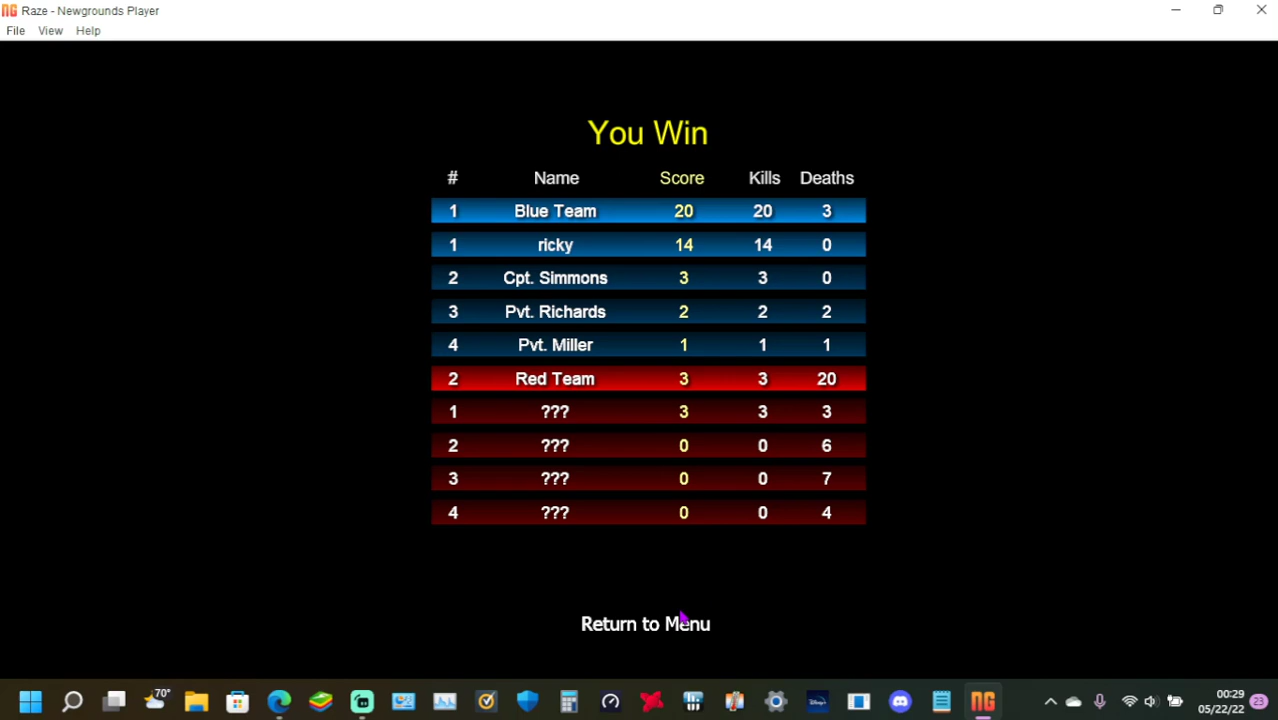 NG Raze - Newgrounds Player
File View Help
You Win
# Name Score Kills Deaths
1 Blue Team 20 20 3
1 ricky 14 14 0
2 Cpt. Simmons 3 3 0
3 Pvt. Richards 2 2 2
4 Pvt. Miller 1 1 1
2 Red Team 3 3 20
1 ??? 3 3 3
2 ??? 0 0 6
3 ??? 0 0 7
4 ??? 0 0 4
Return to Menu
70° Disney+ NG 00:29
05/22/22 23